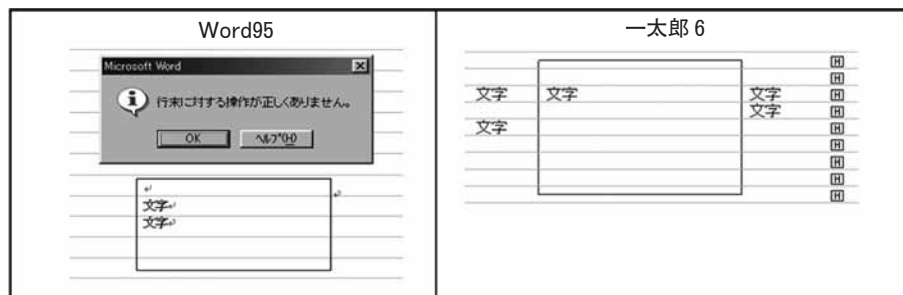 Word95
Microsoft Word
行末に対する操作が正しくありません。
OK
ヘルプ(H)
文字
文字
一太郎 6
H
H
文字 文字 文字 H
文字 H
文字 H
H
H
H
H